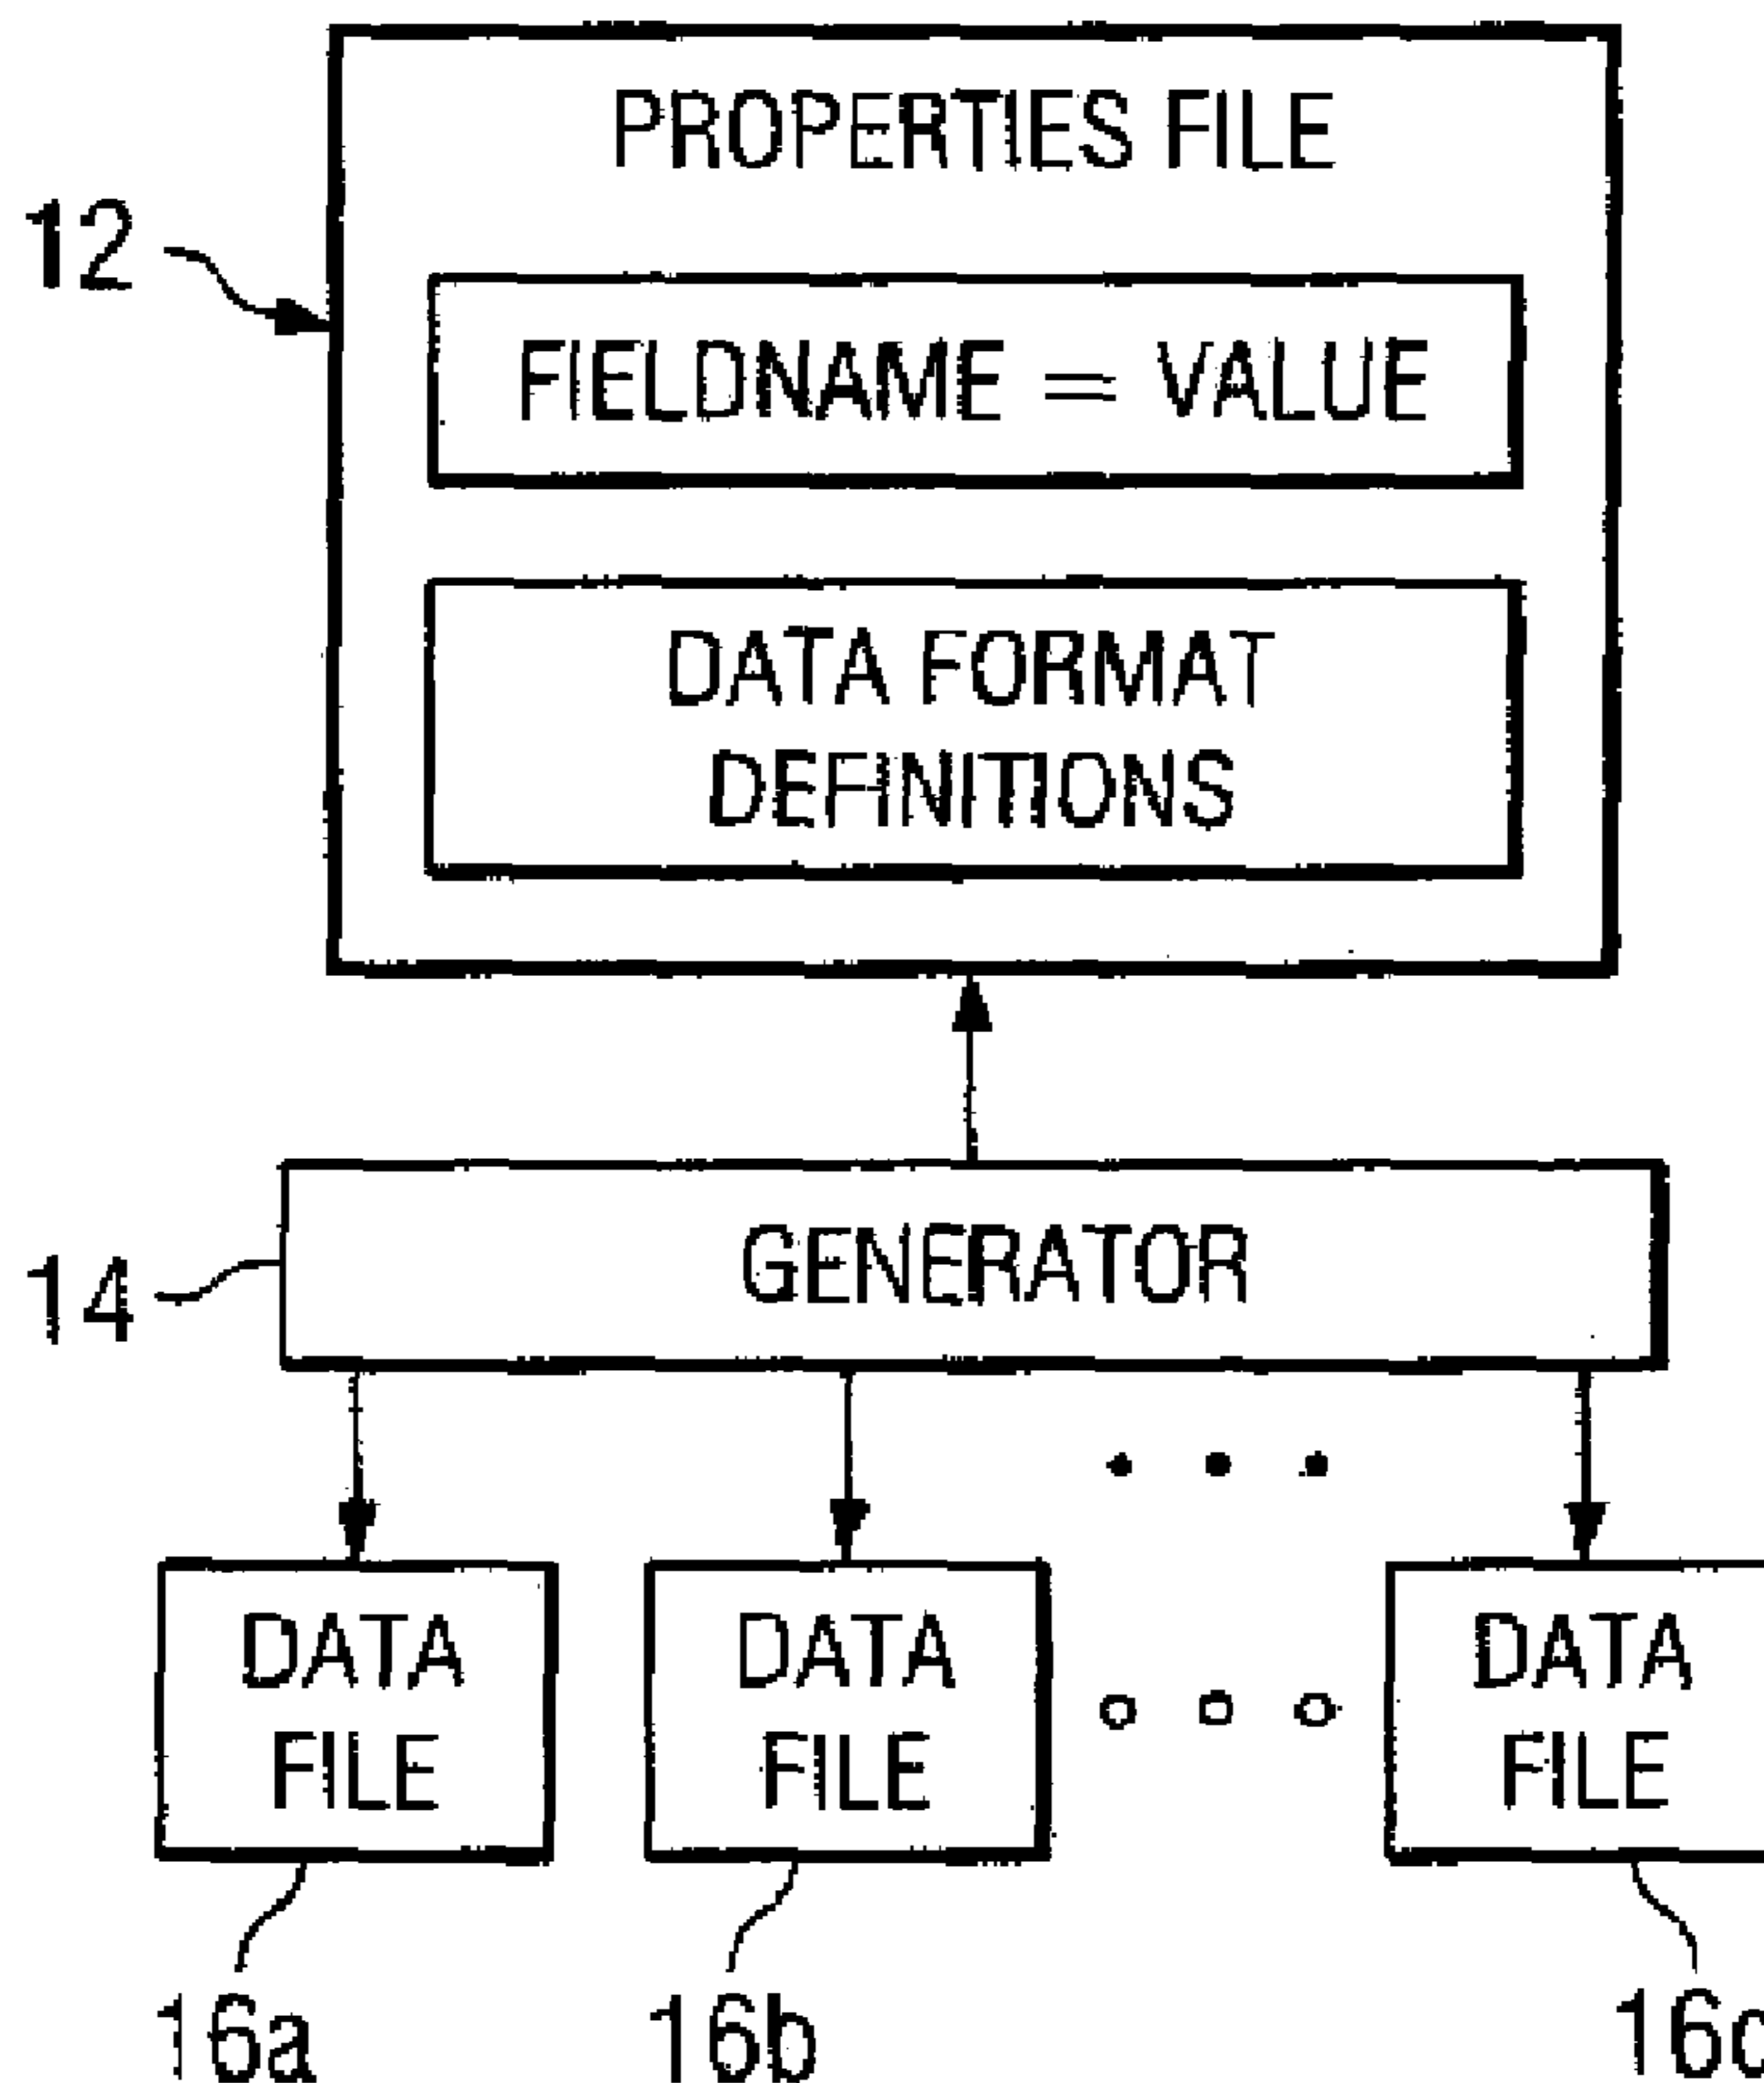 PROPERTIES FILE
12
FIELDNAME = VALUE
DATA FORMAT
DEFINITIONS
GENERATOR
14
DATA
FILE
DATA
FILE
DATA
FILE
16a
16b